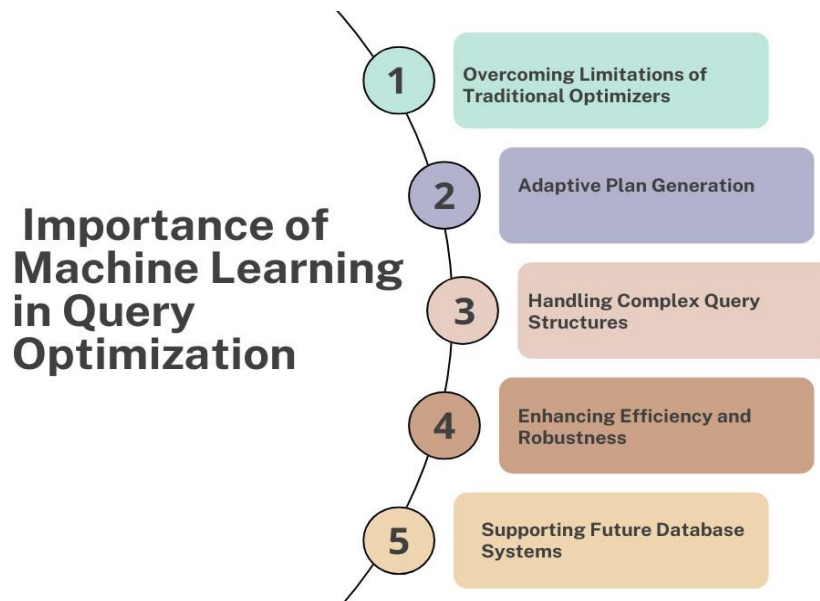 Importance of
Machine Learning
in Query
Optimization
1
Overcoming Limitations of
Traditional Optimizers
2
Adaptive Plan Generation
3
Handling Complex Query
Structures
4
Enhancing Efficiency and
Robustness
5
Supporting Future Database
Systems